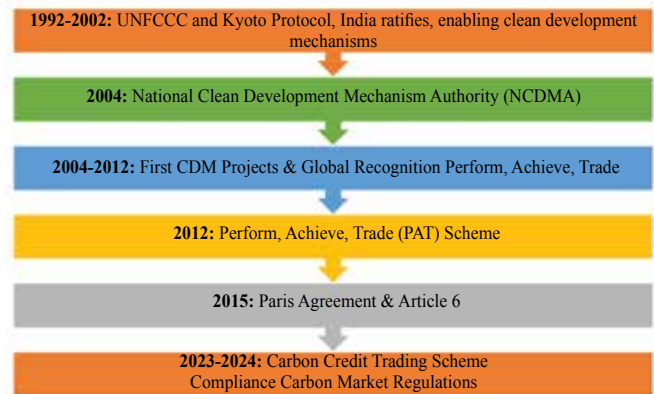 1992-2002: UNFCCC and Kyoto Protocol, India ratifies, enabling clean development
mechanisms
2004: National Clean Development Mechanism Authority (NCDMA)
2004-2012: First CDM Projects & Global Recognition Perform, Achieve, Trade
2012: Perform, Achieve, Trade (PAT) Scheme
2015: Paris Agreement & Article 6
2023-2024: Carbon Credit Trading Scheme
Compliance Carbon Market Regulations